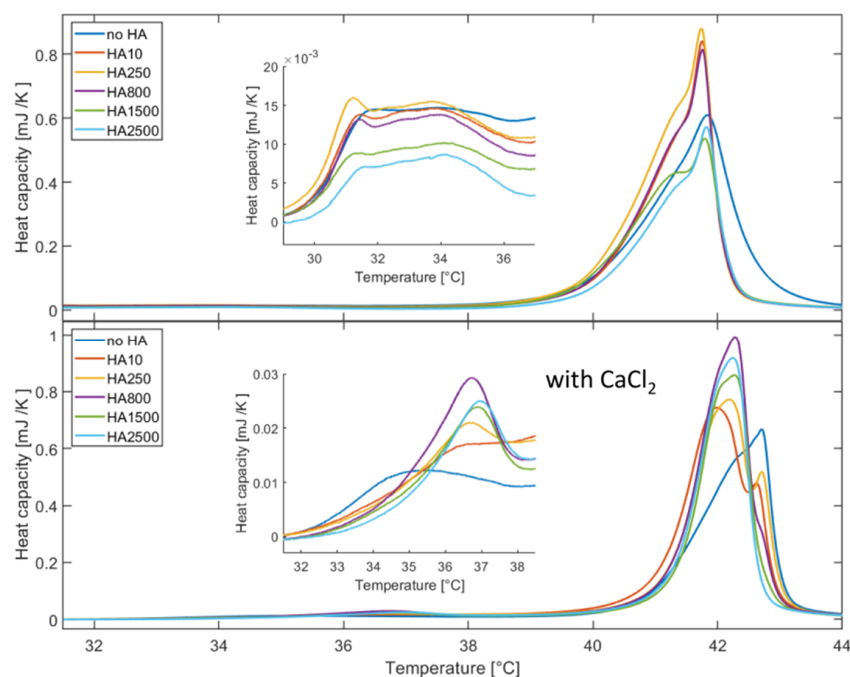 no HA
HA10
HA250
HA800
HA1500
HA2500
Heat capacity [mJ /K ]
0.8
0.6
0.4
0.2
0
×10⁻³
20
15
10
5
0
Heat capacity [mJ /K]
30 32 34 36
Temperature [°C]
with CaCl₂
no HA
HA10
HA250
HA800
HA1500
HA2500
Heat capacity [mJ /K ]
1
0.8
0.6
0.4
0.2
0
0.03
0.02
0.01
0
Heat capacity [mJ /K]
32 33 34 35 36 37 38
Temperature [°C]
32 34 36 38 40 42 44
Temperature [°C]